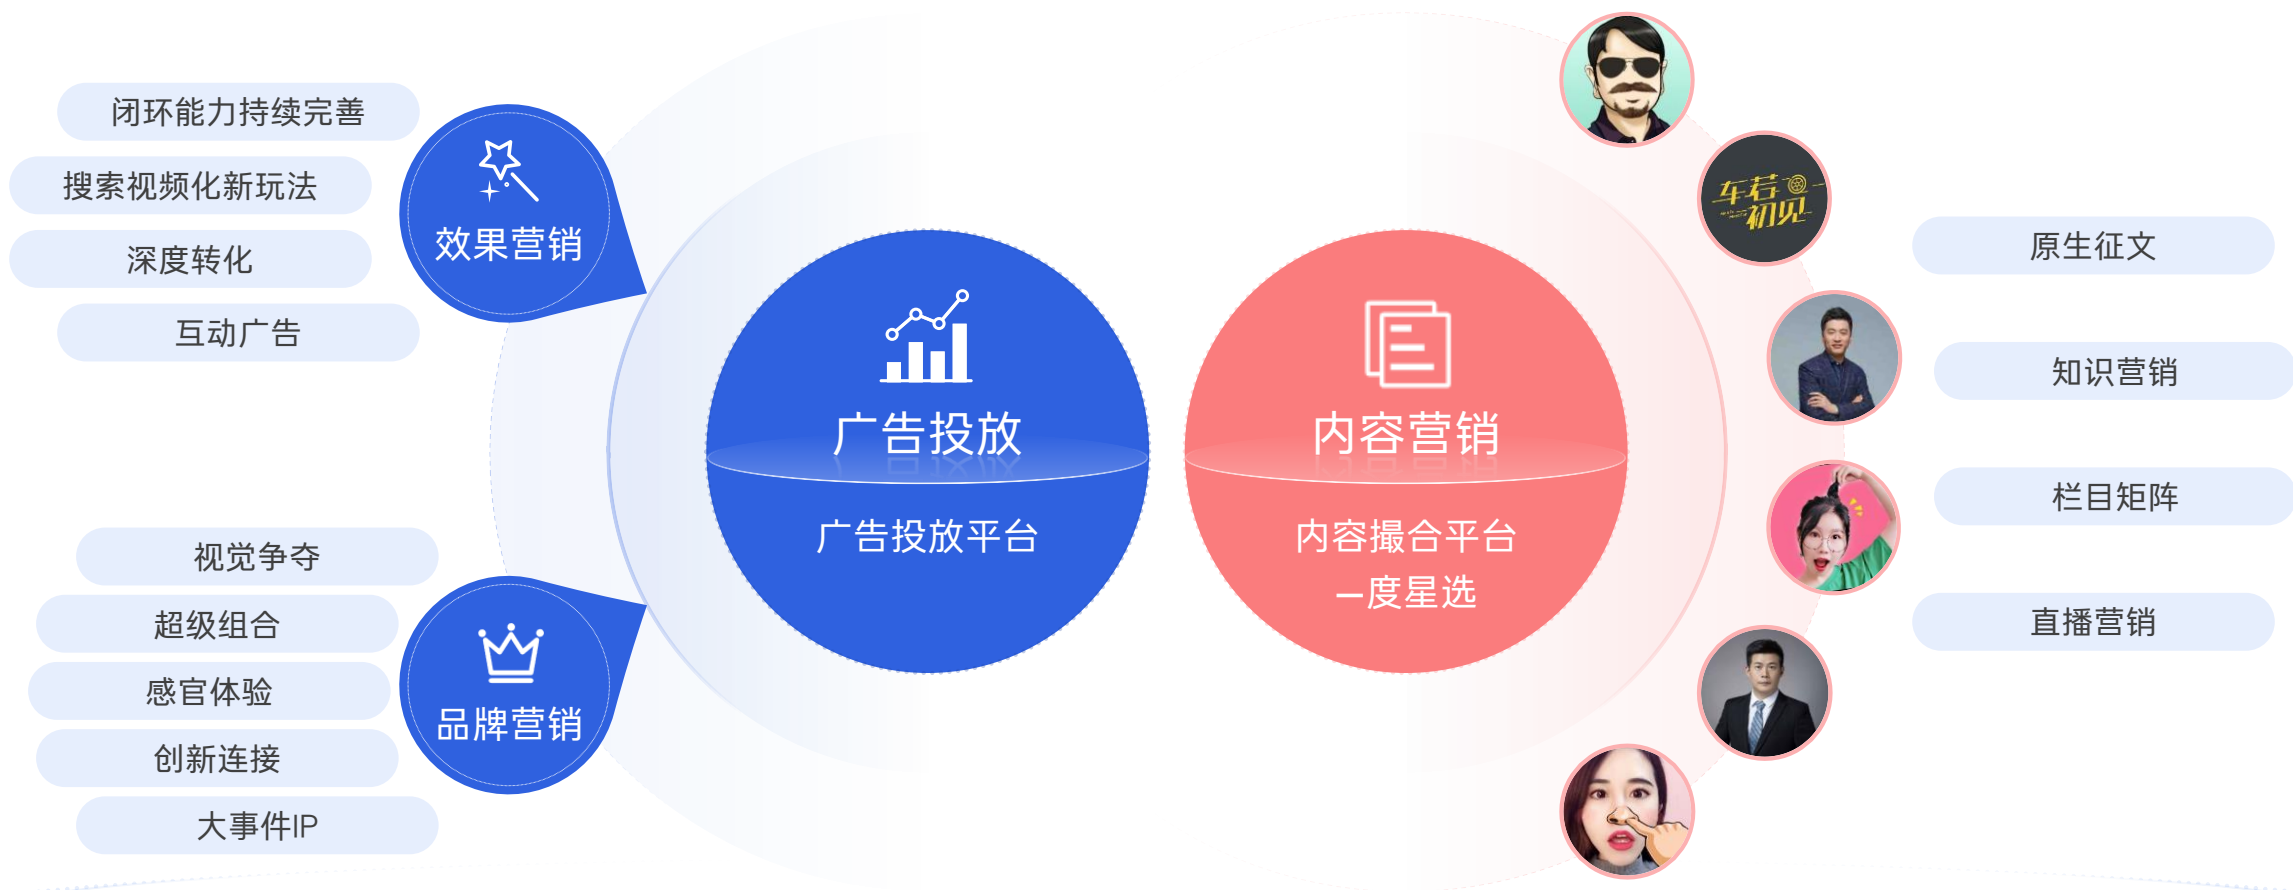 闭环能力持续完善
搜索视频化新玩法
深度转化
互动广告
效果营销
视觉争夺
超级组合
感官体验
创新连接
大事件IP
品牌营销
广告投放
广告投放平台
内容营销
内容撮合平台
—度星选
车若
初见
原生征文
知识营销
栏目矩阵
直播营销